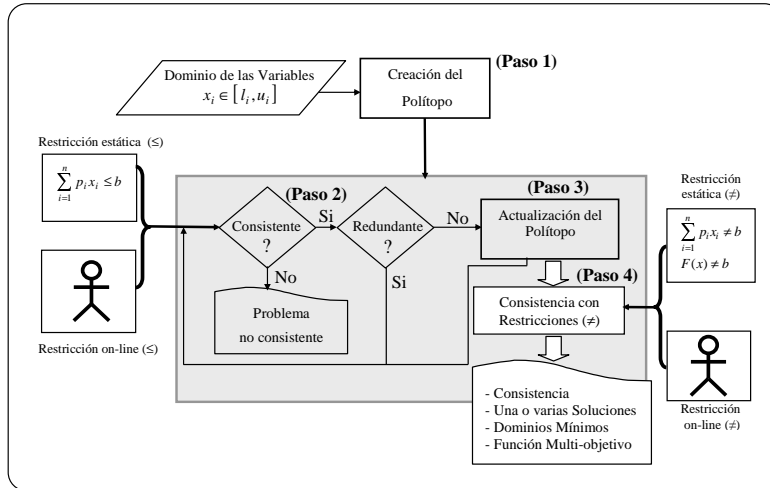 (Paso 1)
Dominio de las Variables
x_i ∈ [l_i, u_i]
Creación del
Polítopo
Restricción estática (≤)
∑_{i=1}^{n} p_i x_i ≤ b
(Paso 2)
Consistente
?
Si
No
Redundante
?
No
Si
(Paso 3)
Actualización del
Polítopo
Restricción
estática (≠)
∑_{i=1}^{n} p_i x_i ≠ b
F(x) ≠ b
(Paso 4)
Consistencia con
Restricciones (≠)
Problema
no consistente
Restricción on-line (≤)
- Consistencia
- Una o varias Soluciones
- Dominios Mínimos
- Función Multi-objetivo
Restricción
on-line (≠)